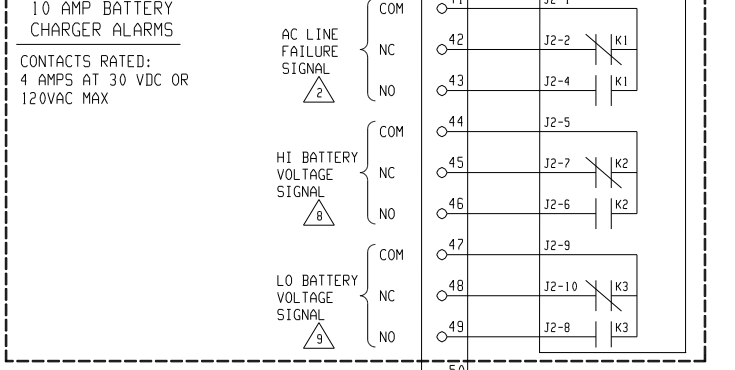 10 AMP BATTERY
CHARGER ALARMS
CONTACTS RATED:
4 AMPS AT 30 VDC OR
120VAC MAX
AC LINE
FAILURE
SIGNAL
2
COM
41
J2-1
NC
42
J2-2
K1
NO
43
J2-4
K1
HI BATTERY
VOLTAGE
SIGNAL
8
COM
44
J2-5
NC
45
J2-7
K2
NO
46
J2-6
K2
LO BATTERY
VOLTAGE
SIGNAL
9
COM
47
J2-9
NC
48
J2-10
K3
NO
49
J2-8
K3
50